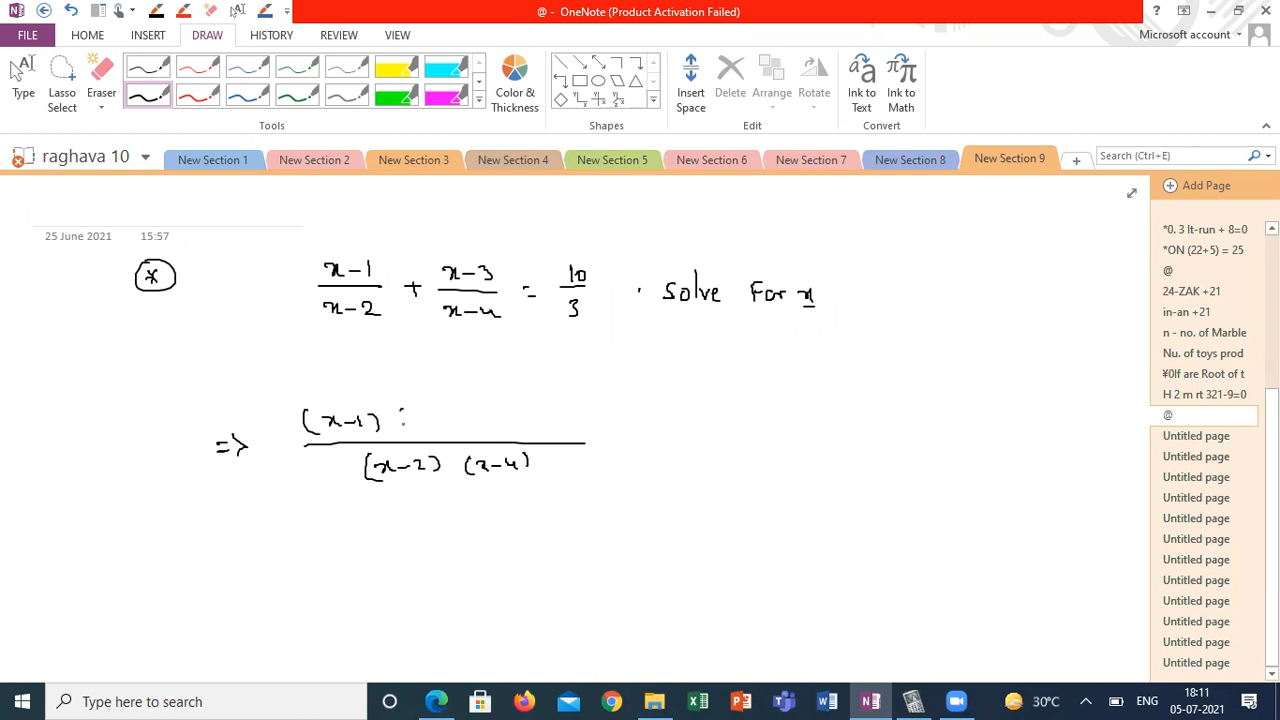 @ - OneNote (Product Activation Failed)
FILE HOME INSERT DRAW HISTORY REVIEW VIEW
Microsoft account
Type Lasso Select Eraser
Color & Thickness
Insert Space Delete Arrange Rotate
Ink to Text Ink to Math
Tools Shapes Edit Convert
raghava 10
New Section 1 New Section 2 New Section 3 New Section 4 New Section 5 New Section 6 New Section 7 New Section 8 New Section 9
Search (Ctrl+E)
Add Page
25 June 2021 15:57
* x-1/x-2 + x-3/x-4 = 10/3 . Solve For x
=> (x-1) / (x-2) (x-4)
*0. 3 lt-run + 8=0
*ON (22+5) = 25
@
24-ZAK +21
in-an +21
n - no. of Marble
Nu. of toys prod
¥0lf are Root of t
H 2 m rt 321-9=0
@
Untitled page
Untitled page
Untitled page
Untitled page
Untitled page
Untitled page
Untitled page
Untitled page
Untitled page
Untitled page
Untitled page
Untitled page
Type here to search
30°C
ENG
18:11
05-07-2021